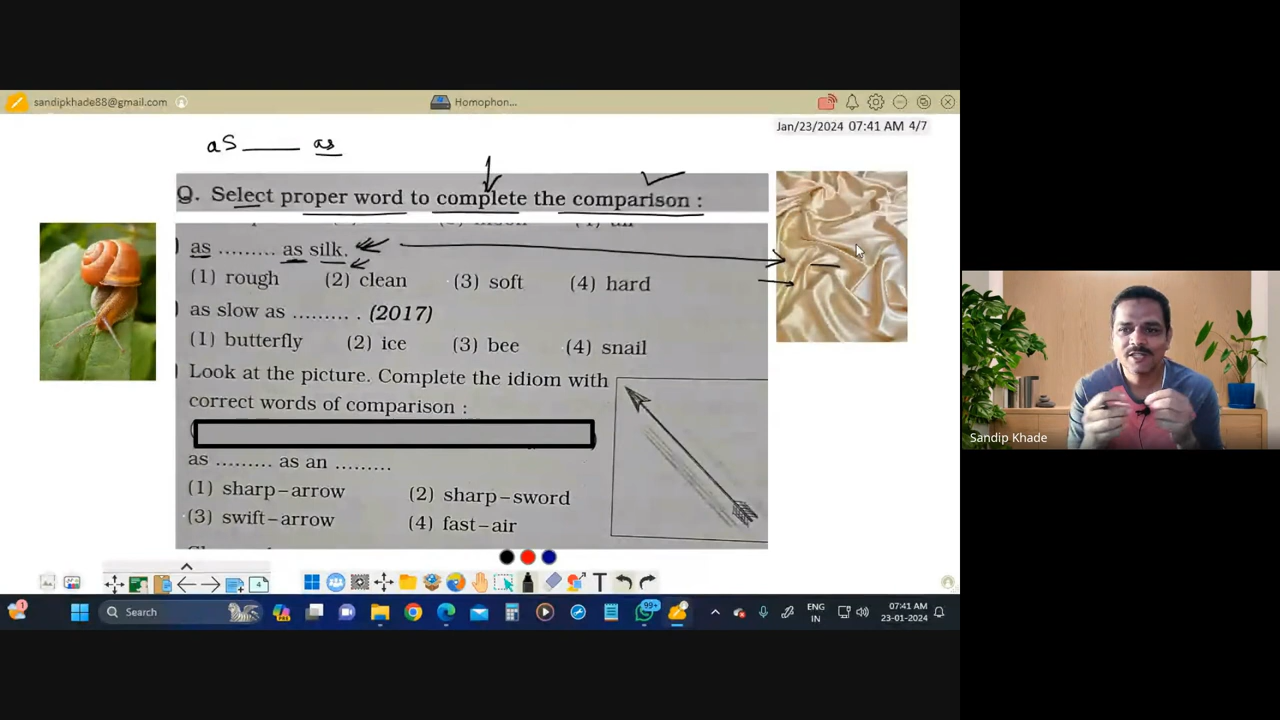 sandipkhade88@gmail.com
Homophon...
Jan/23/2024 07:41 AM 4/7
as ____ as
Q. Select proper word to complete the comparison :
as ......... as silk.
(1) rough (2) clean (3) soft (4) hard
as slow as ......... . (2017)
(1) butterfly (2) ice (3) bee (4) snail
Look at the picture. Complete the idiom with
correct words of comparison :
as ......... as an .........
(1) sharp–arrow (2) sharp–sword
(3) swift–arrow (4) fast–air
Sandip Khade
4
T
Search
PRE
99+
1
ENG
IN
07:41 AM
23-01-2024